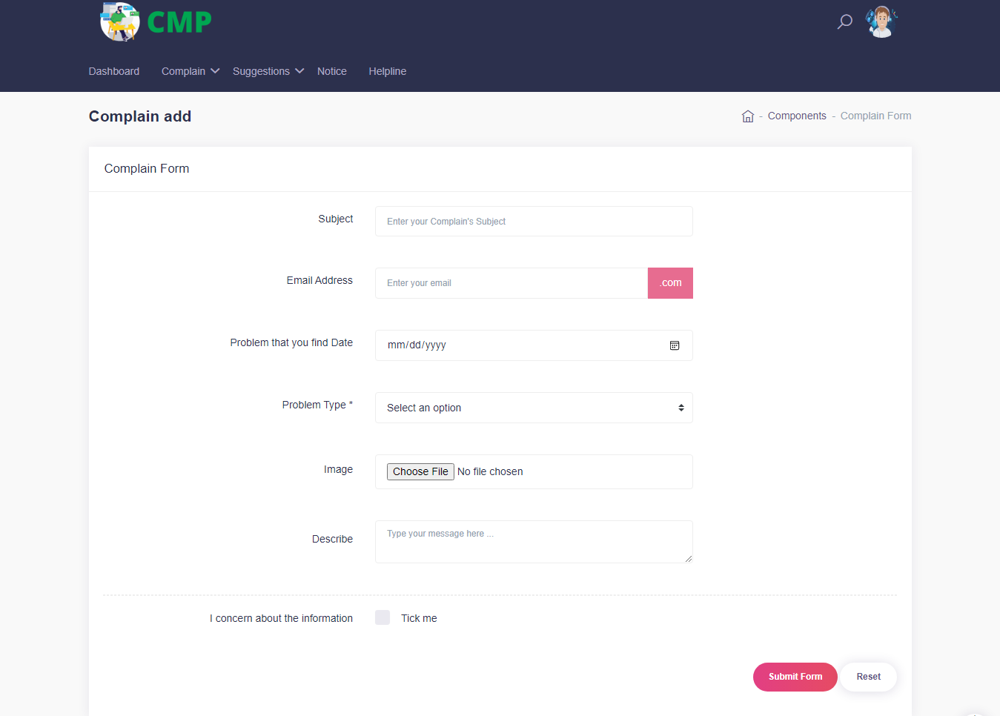 CMP
Dashboard Complain Suggestions Notice Helpline
Complain add
- Components - Complain Form
Complain Form
Subject Enter your Complain's Subject
Email Address Enter your email .com
Problem that you find Date mm/dd/yyyy
Problem Type * Select an option
Image Choose File No file chosen
Describe Type your message here ...
I concern about the information Tick me
Submit Form Reset